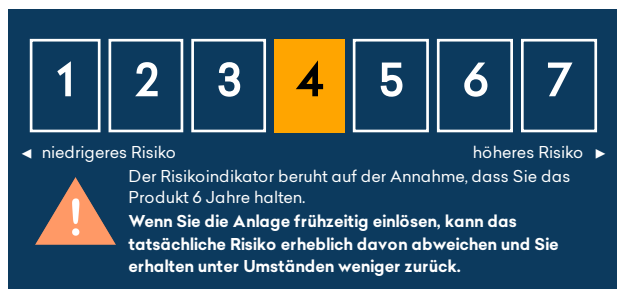 1 2 3 4 5 6 7
◄ niedrigeres Risiko höheres Risiko ►
Der Risikoindikator beruht auf der Annahme, dass Sie das
Produkt 6 Jahre halten.
Wenn Sie die Anlage frühzeitig einlösen, kann das
tatsächliche Risiko erheblich davon abweichen und Sie
erhalten unter Umständen weniger zurück.